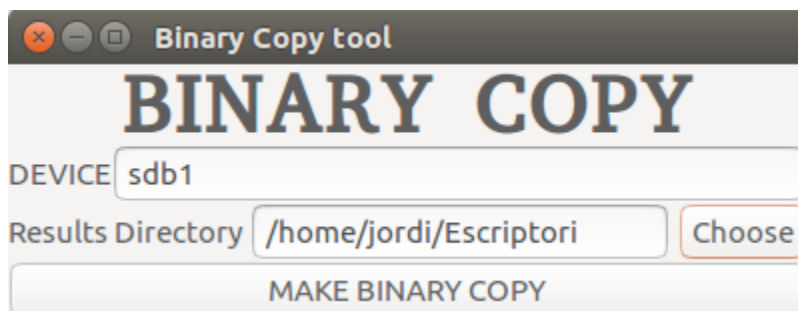 Binary Copy tool
BINARY COPY
DEVICE sdb1
Results Directory /home/jordi/Escriptori Choose
MAKE BINARY COPY